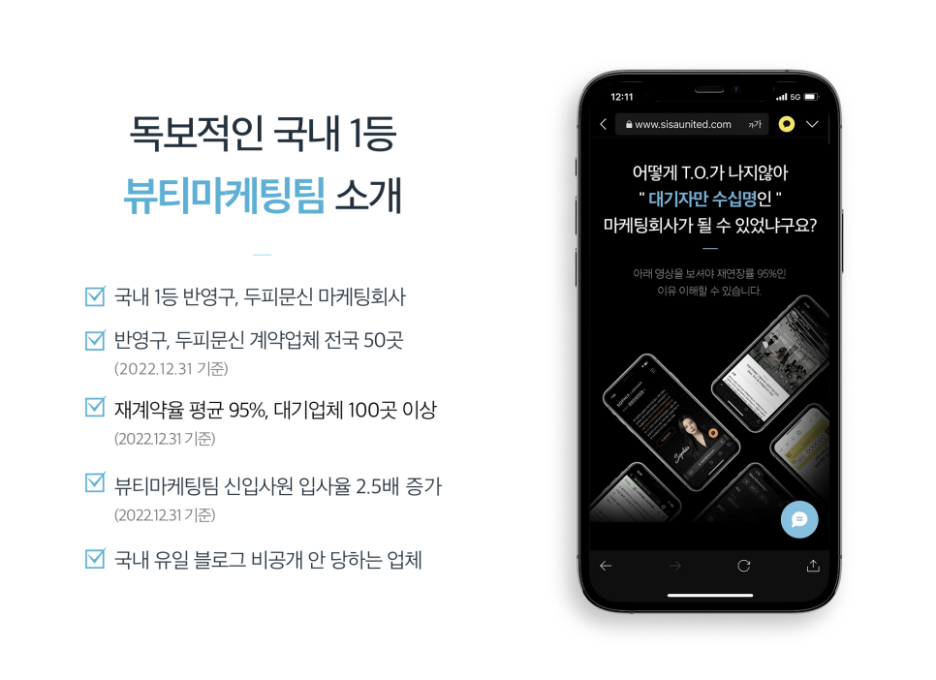 독보적인 국내 1등
뷰티마케팅팀 소개
국내 1등 반영구, 두피문신 마케팅회사
반영구, 두피문신 계약업체 전국 50곳
(2022.12.31 기준)
재계약율 평균 95%, 대기업체 100곳 이상
(2022.12.31 기준)
뷰티마케팅팀 신입사원 입사율 2.5배 증가
(2022.12.31 기준)
국내 유일 블로그 비공개 안 당하는 업체
12:11
5G
www.sisaunited.com
가가
어떻게 T.O.가 나지않아
" 대기자만 수십명인 "
마케팅회사가 될 수 있었냐구요?
아래 영상을 보셔야 재연장률 95%인
이유 이해할 수 있습니다.
Sophia